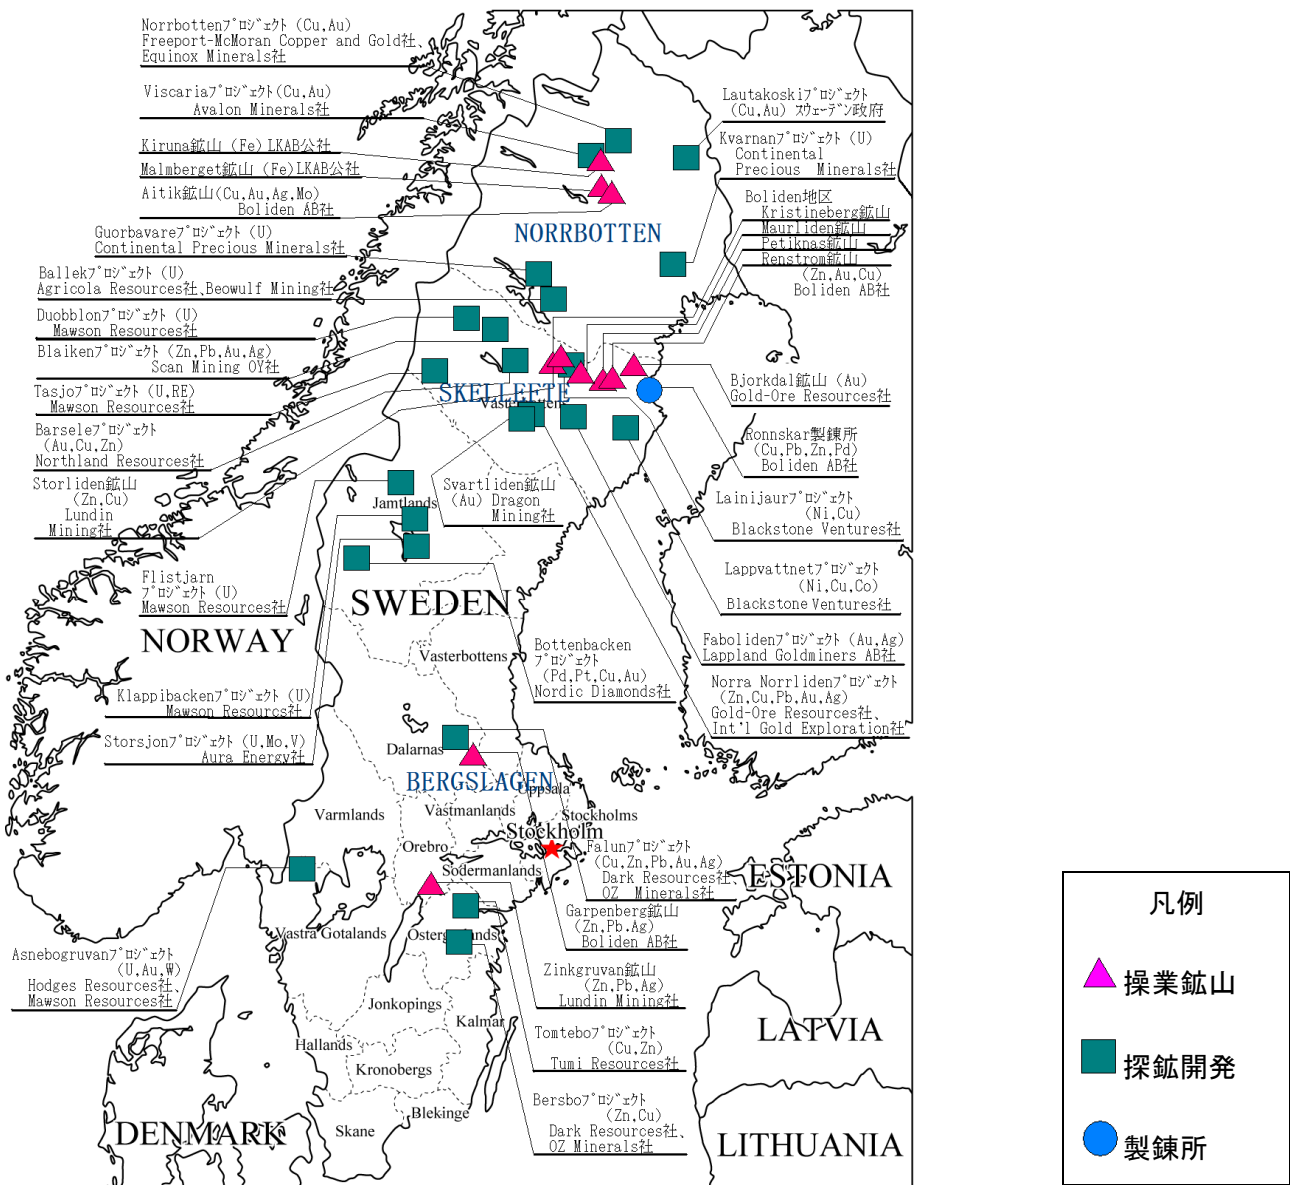 Norrbottenﾌﾟﾛｼﾞｪｸﾄ (Cu,Au)
Freeport-McMoran Copper and Gold社、
Equinox Minerals社
Viscariaﾌﾟﾛｼﾞｪｸﾄ(Cu,Au)
Avalon Minerals社
Kiruna鉱山 (Fe) LKAB公社
Malmberget鉱山 (Fe)LKAB公社
Aitik鉱山(Cu,Au,Ag,Mo)
Boliden AB社
Guorbavareﾌﾟﾛｼﾞｪｸﾄ (U)
Continental Precious Minerals社
Ballekﾌﾟﾛｼﾞｪｸﾄ (U)
Agricola Resources社、Beowulf Mining社
Duobblonﾌﾟﾛｼﾞｪｸﾄ (U)
Mawson Resources社
Blaikenﾌﾟﾛｼﾞｪｸﾄ (Zn,Pb,Au,Ag)
Scan Mining OY社
Tasjoﾌﾟﾛｼﾞｪｸﾄ (U,RE)
Mawson Resources社
Barseleﾌﾟﾛｼﾞｪｸﾄ
(Au,Cu,Zn)
Northland Resources社
Storliden鉱山
(Zn,Cu)
Lundin
Mining社
Flistjarn
ﾌﾟﾛｼﾞｪｸﾄ (U)
Mawson Resources社
Klappibackenﾌﾟﾛｼﾞｪｸﾄ (U)
Mawson Resourcs社
Storsjonﾌﾟﾛｼﾞｪｸﾄ (U,Mo,V)
Aura Energy社
Asnebogruvanﾌﾟﾛｼﾞｪｸﾄ
(U,Au,W)
Hodges Resources社、
Mawson Resources社
Lautakoskiﾌﾟﾛｼﾞｪｸﾄ
(Cu,Au) ｽｳｪｰﾃﾞﾝ政府
Kvarnanﾌﾟﾛｼﾞｪｸﾄ (U)
Continental
Precious Minerals社
Boliden地区
Kristineberg鉱山
Maurliden鉱山
Petiknas鉱山
Renstrom鉱山
(Zn,Au,Cu)
Boliden AB社
Bjorkdal鉱山 (Au)
Gold-Ore Resources社
Ronnskar製錬所
(Cu,Pb,Zn,Pd)
Boliden AB社
Lainijaurﾌﾟﾛｼﾞｪｸﾄ
(Ni,Cu)
Blackstone Ventures社
Lappvattnetﾌﾟﾛｼﾞｪｸﾄ
(Ni,Cu,Co)
Blackstone Ventures社
Fabolidenﾌﾟﾛｼﾞｪｸﾄ (Au,Ag)
Lappland Goldminers AB社
Norra Norrlidenﾌﾟﾛｼﾞｪｸﾄ
(Zn,Cu,Pb,Au,Ag)
Gold-Ore Resources社、
Int'l Gold Exploration社
Svartliden鉱山
(Au) Dragon
Mining社
Bottenbacken
ﾌﾟﾛｼﾞｪｸﾄ
(Pd,Pt,Cu,Au)
Nordic Diamonds社
Falunﾌﾟﾛｼﾞｪｸﾄ
(Cu,Zn,Pb,Au,Ag)
Dark Resources社、
OZ Minerals社
Garpenberg鉱山
(Zn,Pb.Ag)
Boliden AB社
Zinkgruvan鉱山
(Zn,Pb,Ag)
Lundin Mining社
Tomteboﾌﾟﾛｼﾞｪｸﾄ
(Cu,Zn)
Tumi Resources社
Bersboﾌﾟﾛｼﾞｪｸﾄ
(Zn,Cu)
Dark Resources社、
OZ Minerals社
NORRBOTTEN
SKELLEFTE
Jamtlands
SWEDEN
NORWAY
Vasterbottens
Dalarnas
BERGSLAGEN
Uppsala
Varmlands
Vastmanlands
Stockholms
Stockholm
Orebro
Sodermanlands
ESTONIA
Vastra Gotalands
Jonkopings
Kalmar
LATVIA
Hallands
Kronobergs
Blekinge
Skane
DENMARK
LITHUANIA
凡例
操業鉱山
探鉱開発
製錬所